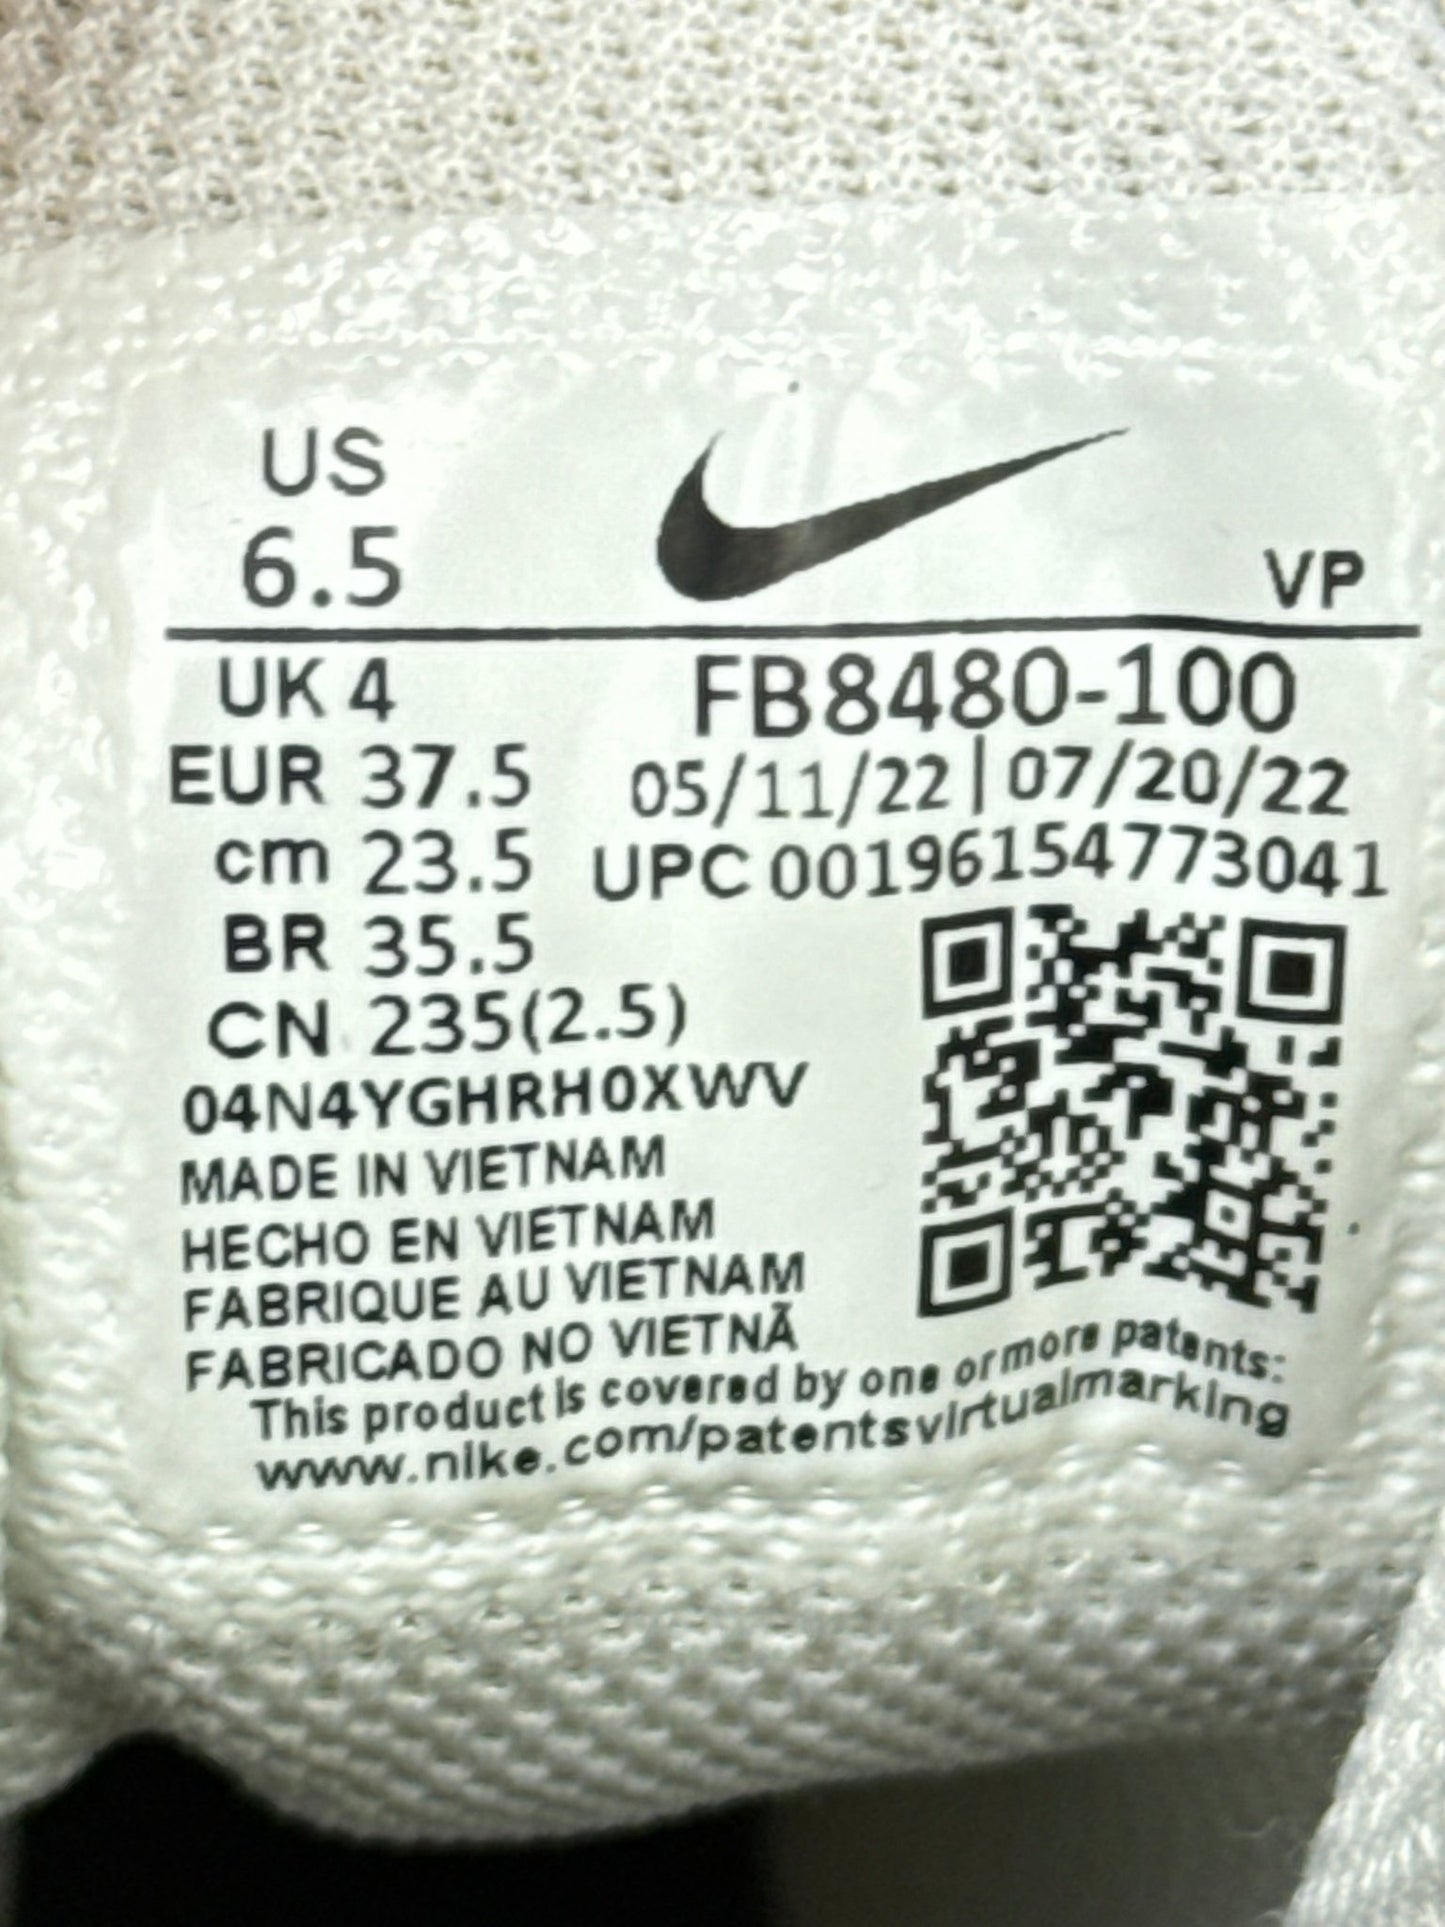 US
6.5
VP
UK 4
FB8480-100
EUR 37.5
05/11/22|07/20/22
cm 23.5
UPC 00196154773041
BR 35.5
CN 235(2.5)
04N4YGHRH0XWV
MADE IN VIETNAM
HECHO EN VIETNAM
FABRIQUE AU VIETNAM
FABRICADO NO VIETNÃ
This product is covered by one or more patents:
www.nike.com/patentsvirtualmarking